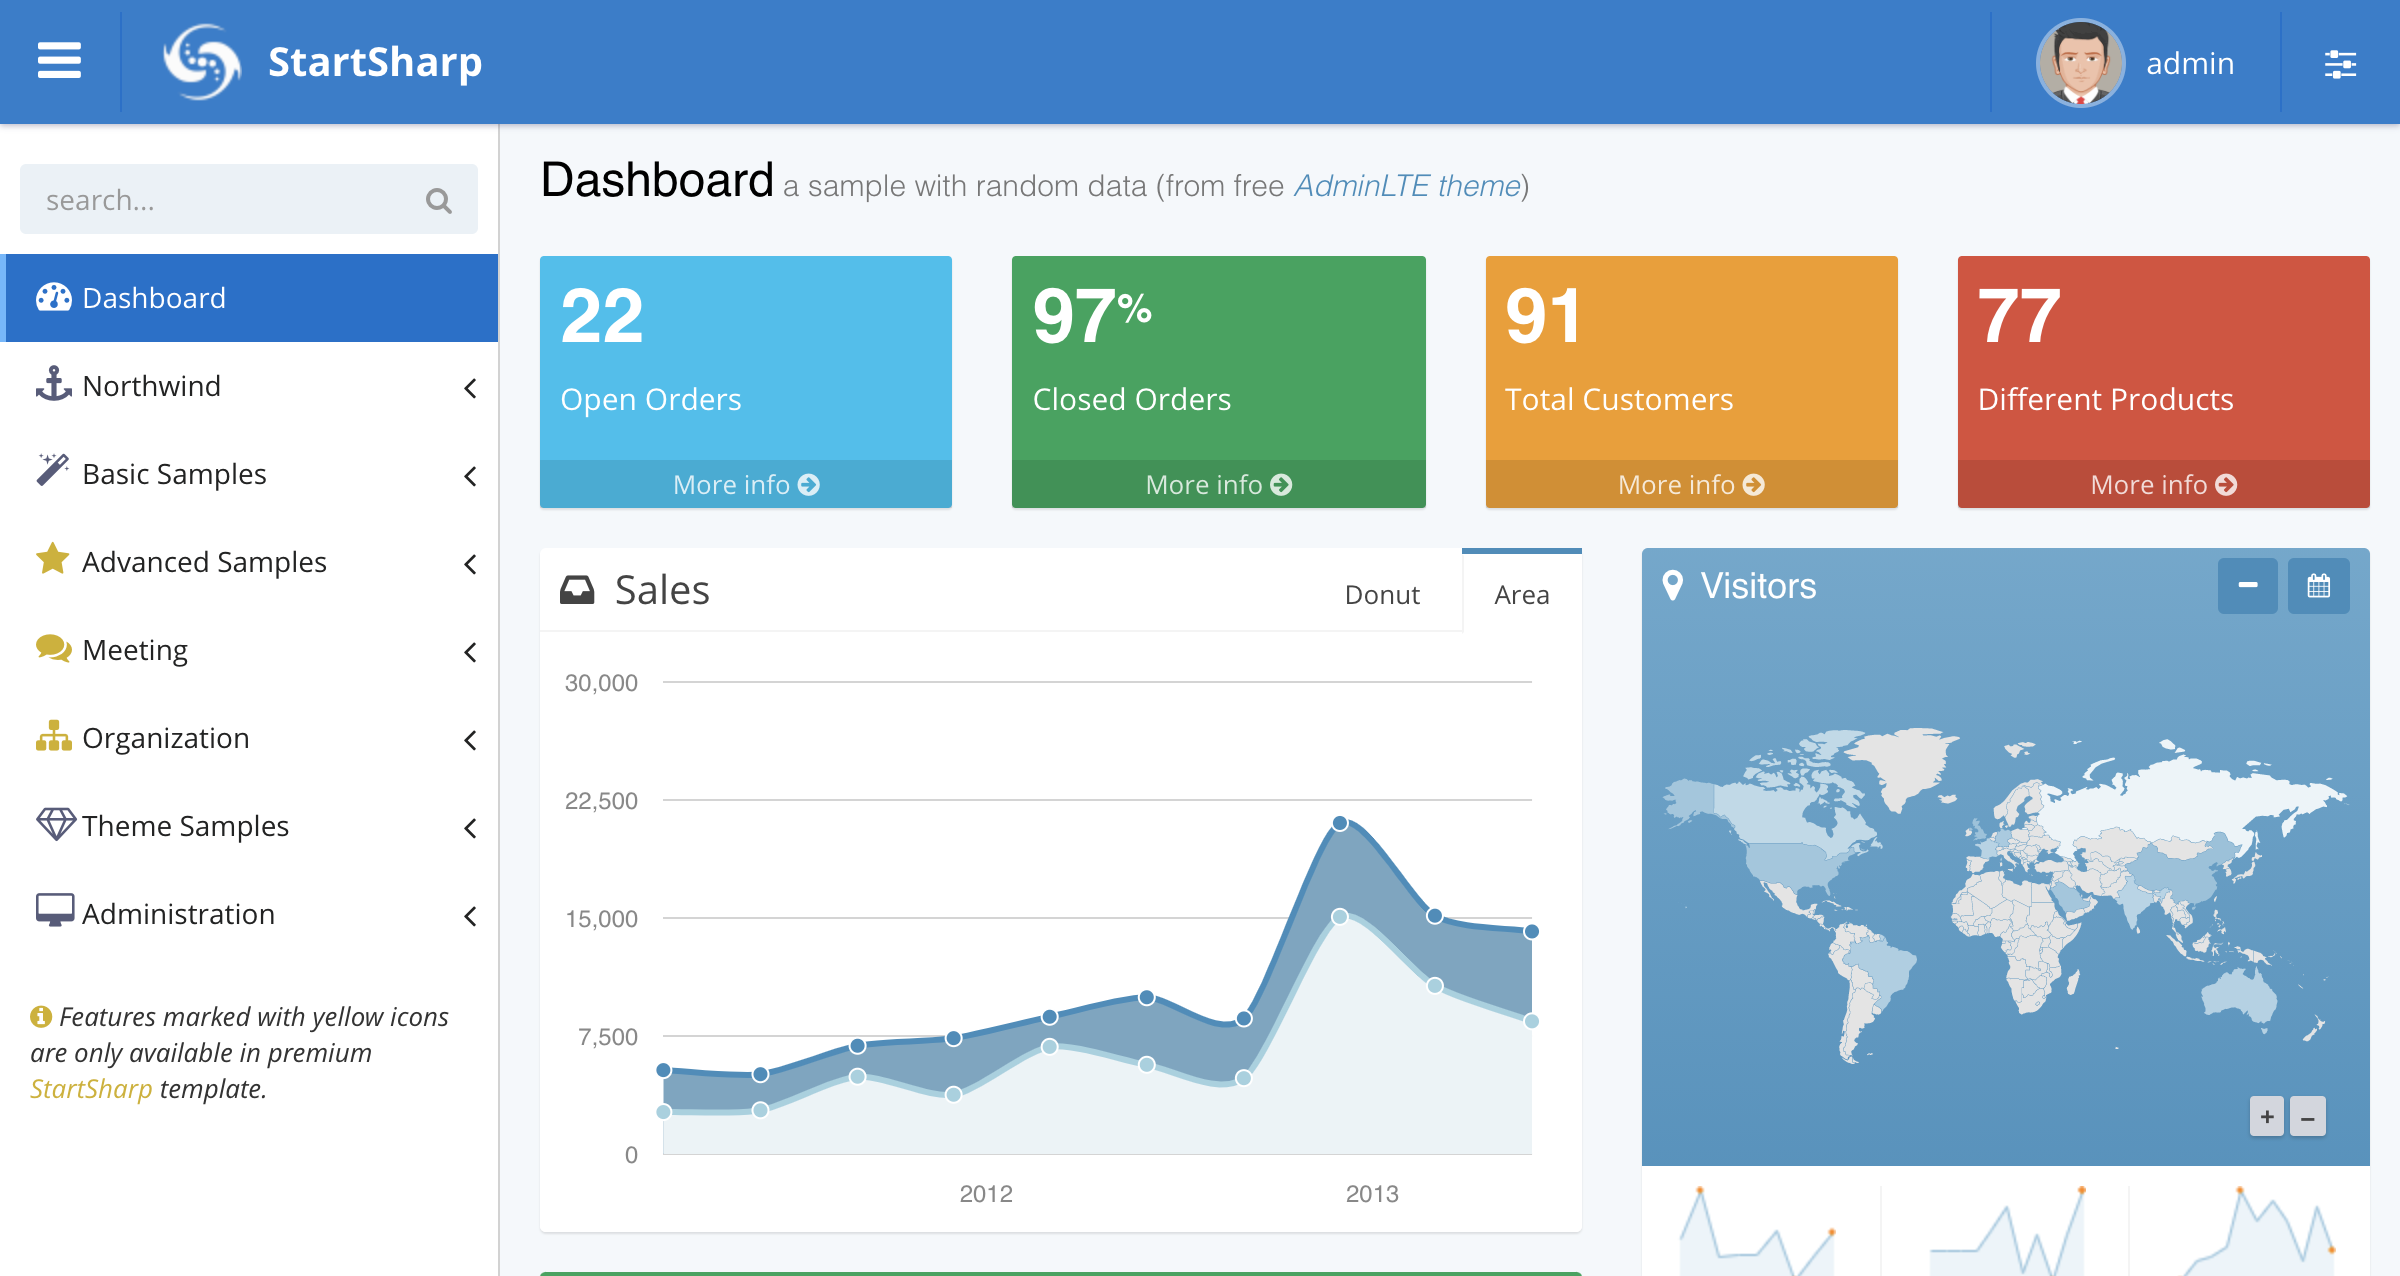 StartSharp
admin
search...
Dashboard
Northwind
Basic Samples
Advanced Samples
Meeting
Organization
Theme Samples
Administration
Features marked with yellow icons
are only available in premium
StartSharp template.
Dashboard a sample with random data (from free AdminLTE theme)
22
Open Orders
More info
97%
Closed Orders
More info
91
Total Customers
More info
77
Different Products
More info
Sales
Donut
Area
30,000
22,500
15,000
7,500
0
2012
2013
Visitors
+
−